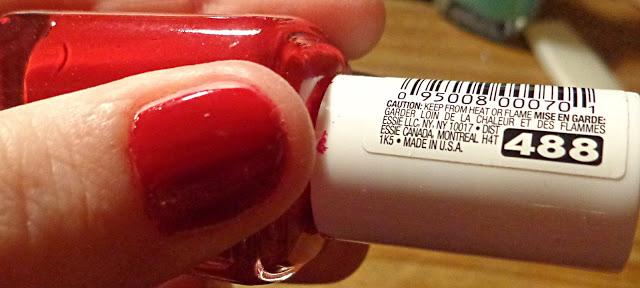 0 95008 00070 1
CAUTION: KEEP FROM HEAT OR FLAME MISE EN GARDE:
GARDER LOIN DE LA CHALEUR ET DES FLAMMES
ESSIE LLC, NY, NY 10017 • DIST
ESSIE CANADA, MONTREAL H4T
1K5 • MADE IN U.S.A.
488